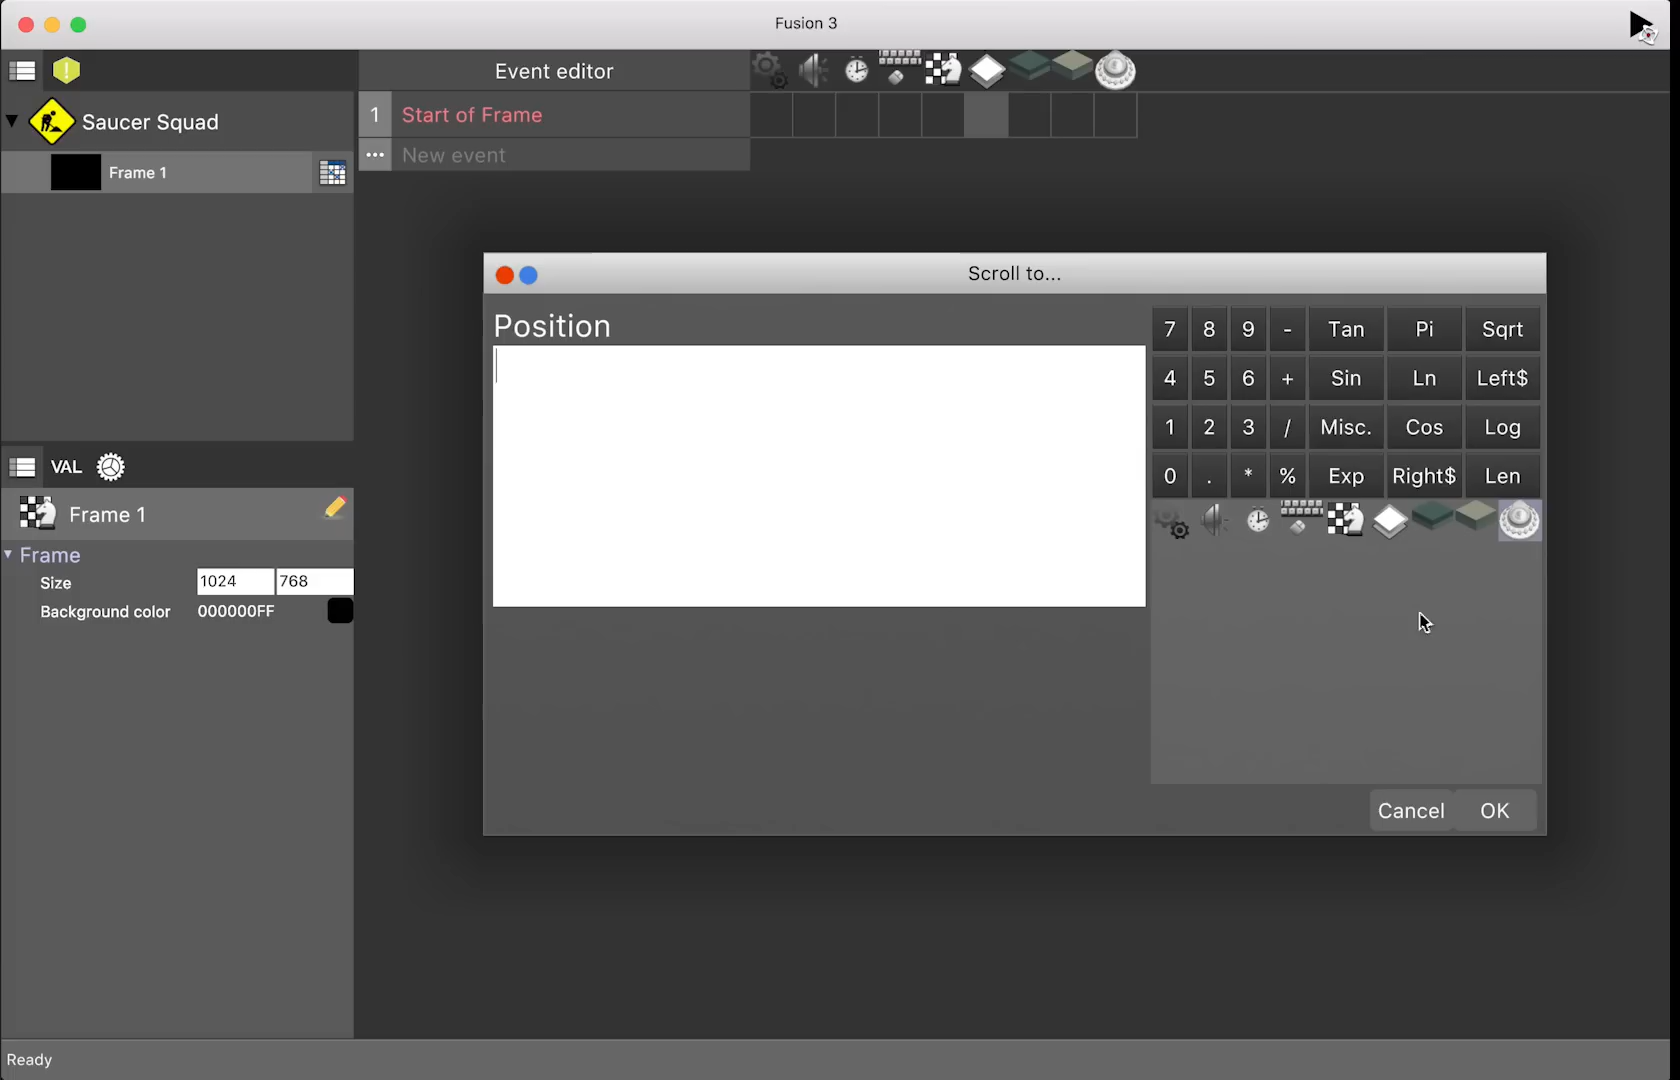 Fusion 3
Event editor
Saucer Squad
Frame 1
1 Start of Frame
... New event
Scroll to...
Position
7 8 9 - Tan Pi Sqrt
4 5 6 + Sin Ln Left$
1 2 3 / Misc. Cos Log
0 . * % Exp Right$ Len
Cancel OK
VAL
Frame 1
Frame
Size 1024 768
Background color 000000FF
Ready